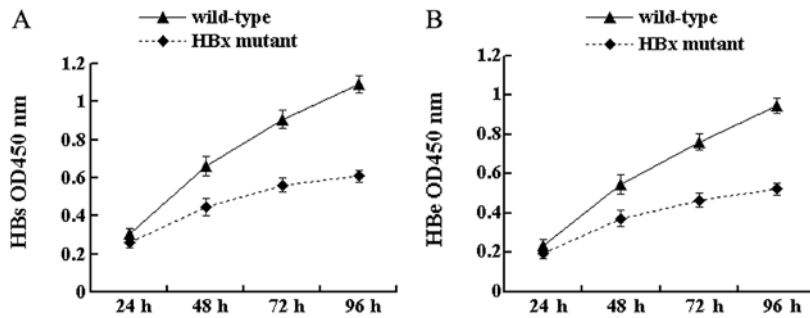 A
wild-type
HBx mutant
HBs OD450 nm
1.2
1
0.8
0.6
0.4
0.2
0
24 h 48 h 72 h 96 h
B
wild-type
HBx mutant
HBe OD450 nm
1.2
1
0.8
0.6
0.4
0.2
0
24 h 48 h 72 h 96 h